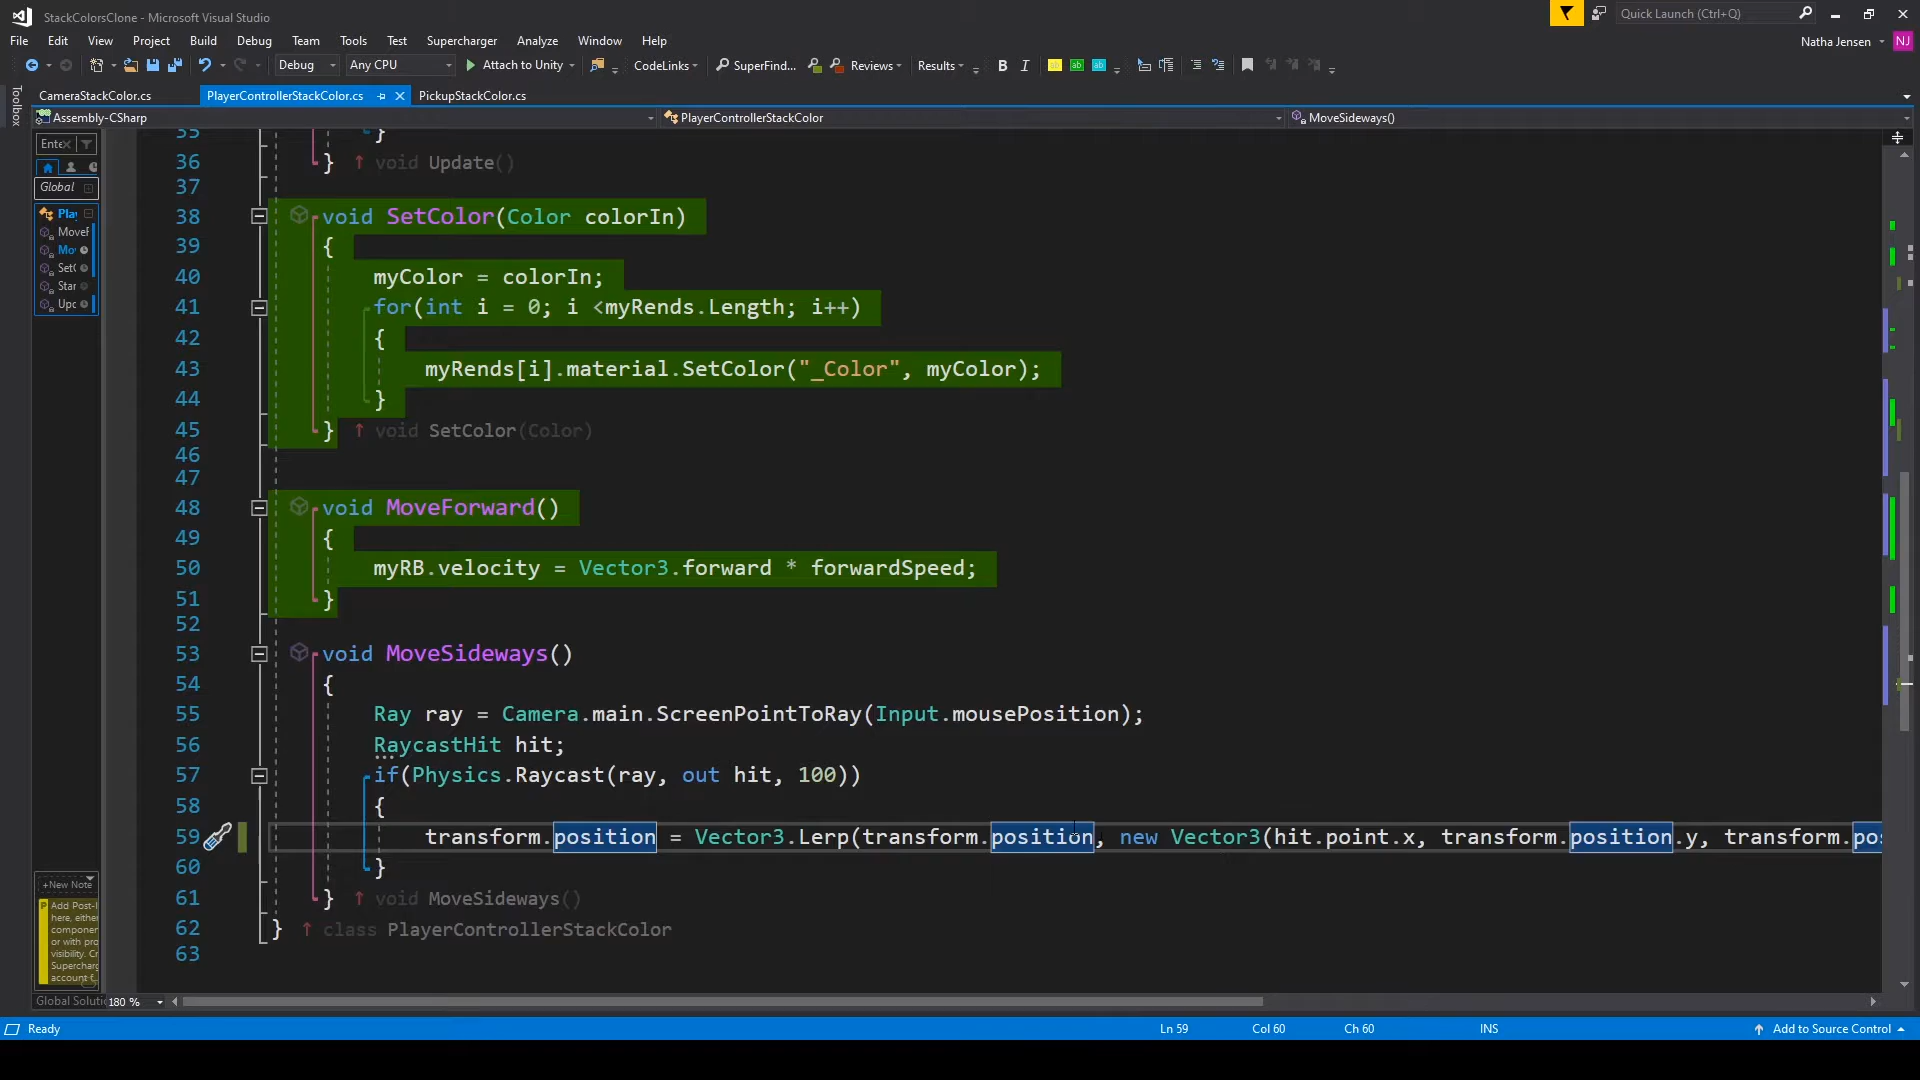 StackColorsClone - Microsoft Visual Studio
Quick Launch (Ctrl+Q)
File Edit View Project Build Debug Team Tools Test Supercharger Analyze Window Help
Natha Jensen NJ
Debug Any CPU Attach to Unity CodeLinks SuperFind... Reviews Results B I
Toolbox
CameraStackColor.cs PlayerControllerStackColor.cs PickupStackColor.cs
Assembly-CSharp PlayerControllerStackColor MoveSideways()
Ente
Global
Pla
MoveF
Mo
Set
Star
Upd
35 }
36 } ↑ void Update()
37
38 void SetColor(Color colorIn)
39 {
40 myColor = colorIn;
41 for(int i = 0; i <myRends.Length; i++)
42 {
43 myRends[i].material.SetColor("_Color", myColor);
44 }
45 } ↑ void SetColor(Color)
46
47
48 void MoveForward()
49 {
50 myRB.velocity = Vector3.forward * forwardSpeed;
51 }
52
53 void MoveSideways()
54 {
55 Ray ray = Camera.main.ScreenPointToRay(Input.mousePosition);
56 RaycastHit hit;
57 if(Physics.Raycast(ray, out hit, 100))
58 {
59 transform.position = Vector3.Lerp(transform.position, new Vector3(hit.point.x, transform.position.y, transform.pos
60 }
61 } ↑ void MoveSideways()
62 } ↑ class PlayerControllerStackColor
63
+New Note
Add Post-I
here, either
component
or with pro
visibility. Cr
Supercharg
account f...
Global Soluti
180 %
Ready Ln 59 Col 60 Ch 60 INS Add to Source Control